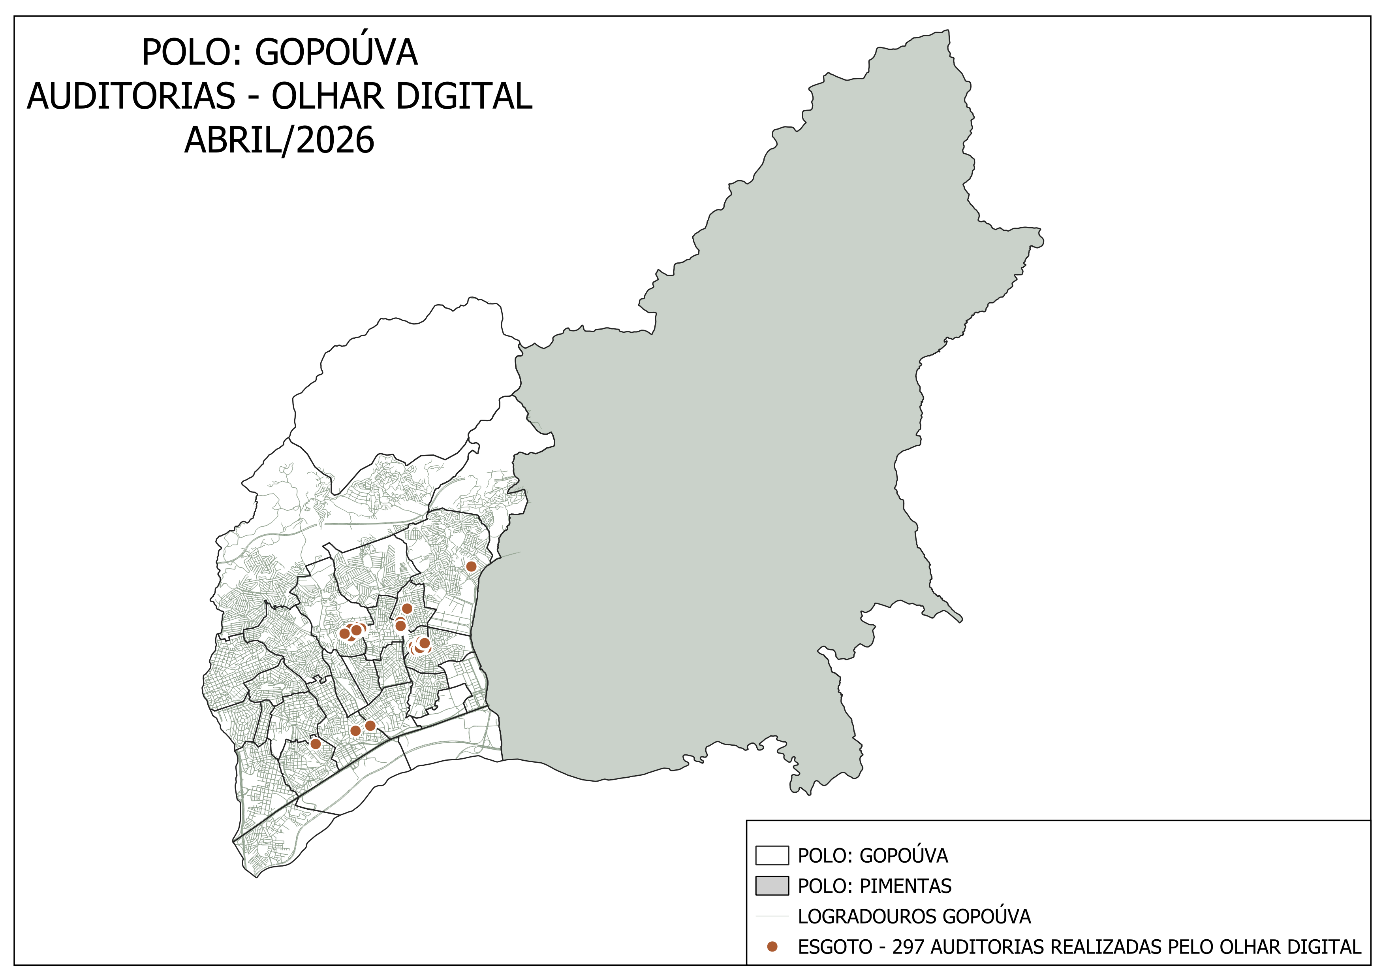 POLO: GOPOÚVA
AUDITORIAS - OLHAR DIGITAL
ABRIL/2026
POLO: GOPOÚVA
POLO: PIMENTAS
LOGRADOUROS GOPOÚVA
ESGOTO - 297 AUDITORIAS REALIZADAS PELO OLHAR DIGITAL